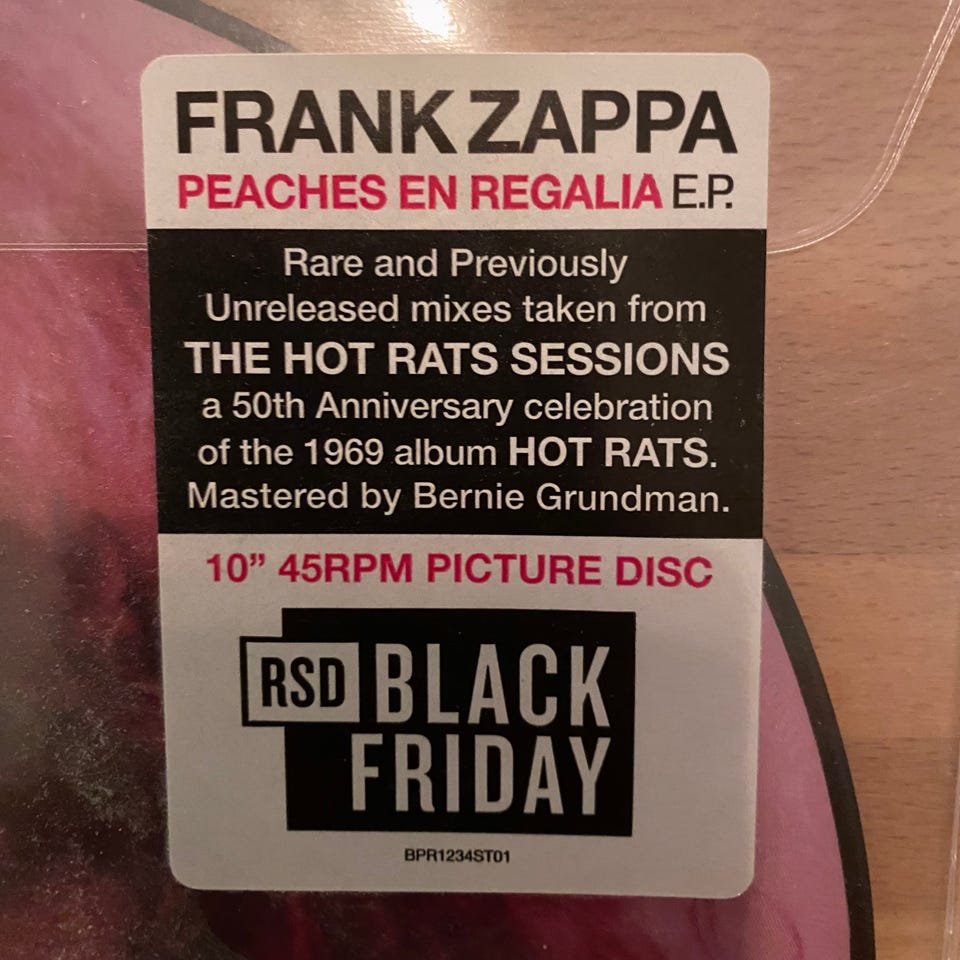 FRANK ZAPPA
PEACHES EN REGALIA E.P.
Rare and Previously
Unreleased mixes taken from
THE HOT RATS SESSIONS
a 50th Anniversary celebration
of the 1969 album HOT RATS.
Mastered by Bernie Grundman.
10” 45RPM PICTURE DISC
RSD BLACK
FRIDAY
BPR1234ST01